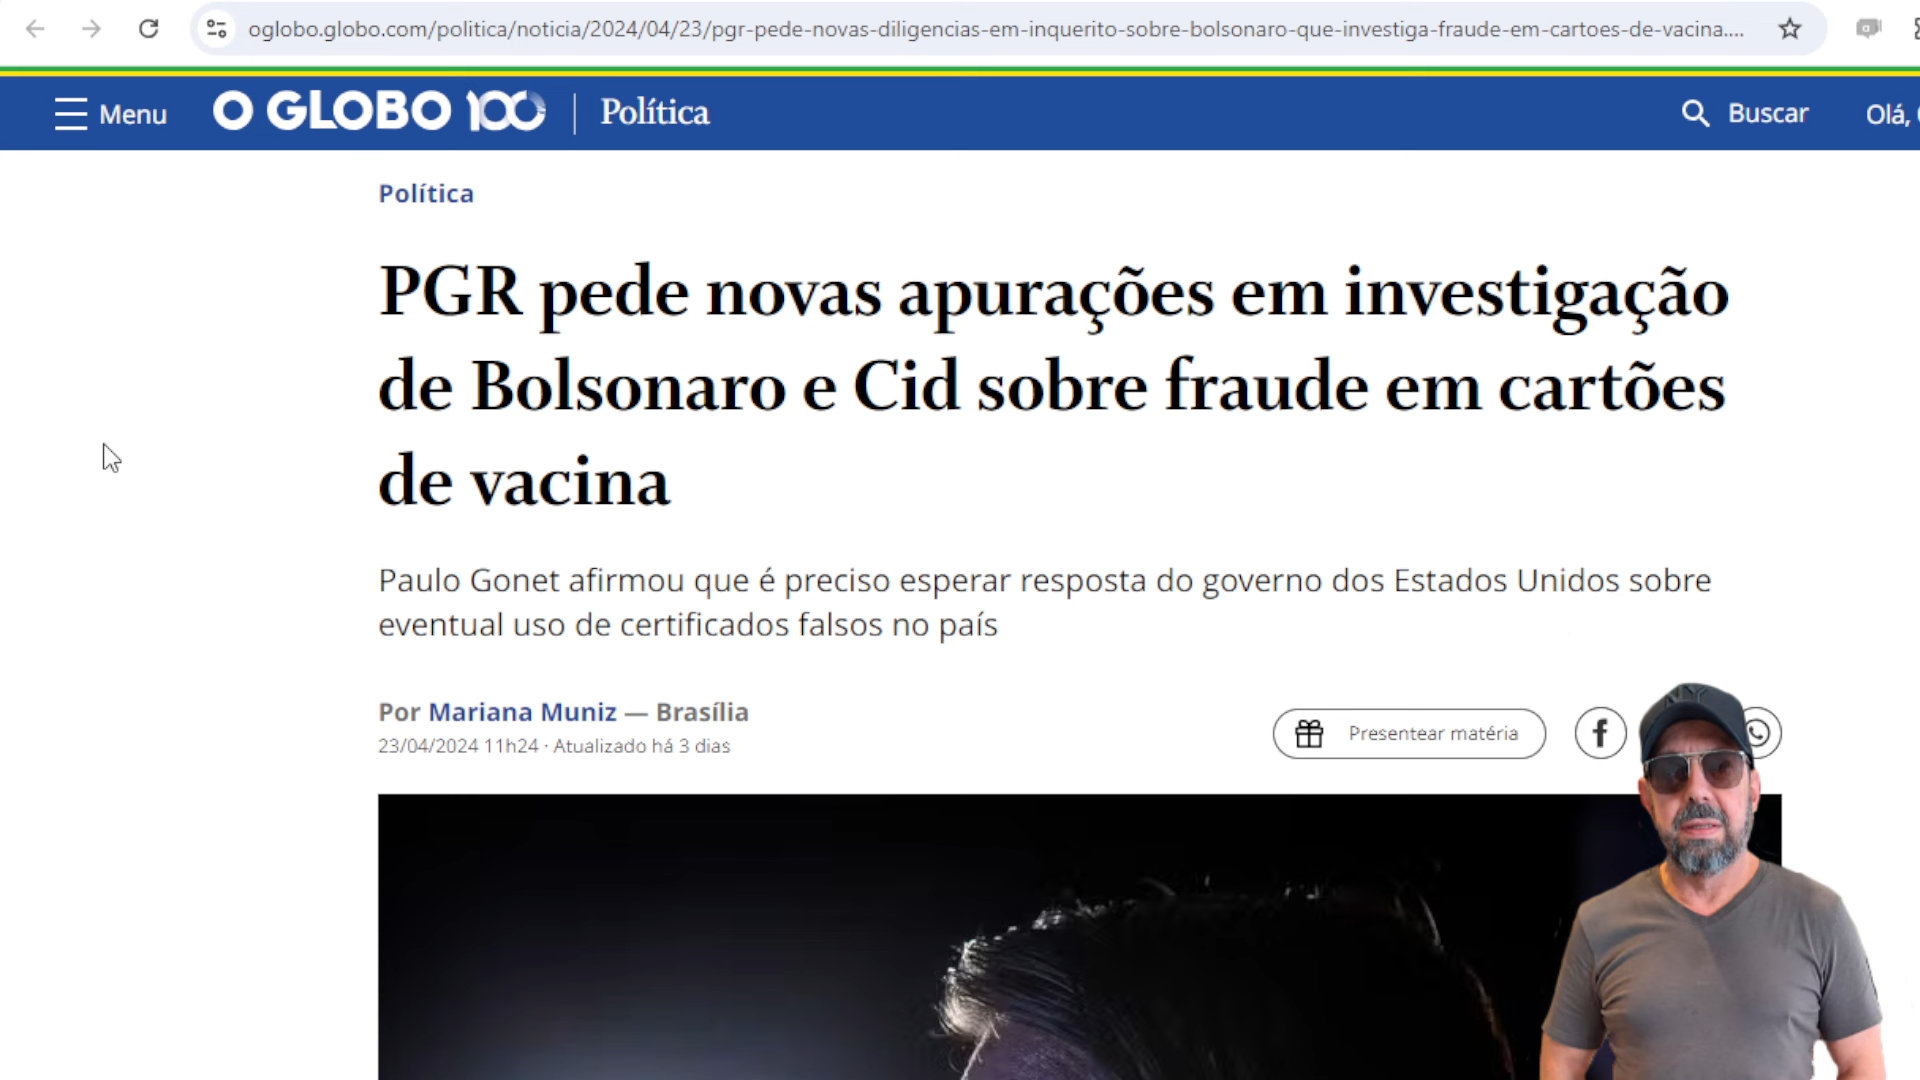 oglobo.globo.com/politica/noticia/2024/04/23/pgr-pede-novas-diligencias-em-inquerito-sobre-bolsonaro-que-investiga-fraude-em-cartoes-de-vacina....
Menu
O GLOBO 100
Política
Buscar
Olá,
Política
PGR pede novas apurações em investigação
de Bolsonaro e Cid sobre fraude em cartões
de vacina
Paulo Gonet afirmou que é preciso esperar resposta do governo dos Estados Unidos sobre
eventual uso de certificados falsos no país
Por Mariana Muniz — Brasília
23/04/2024 11h24 · Atualizado há 3 dias
Presentear matéria
NY